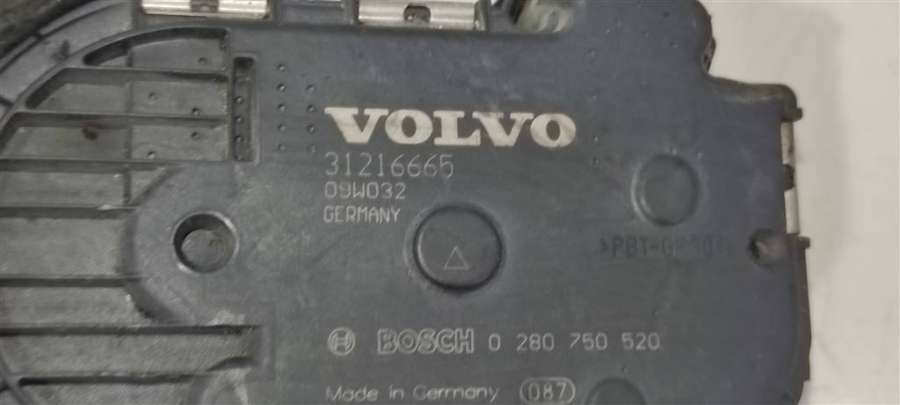 VOLVO
31216665
09W032
GERMANY
BOSCH 0 280 750 520
Made in Germany 087